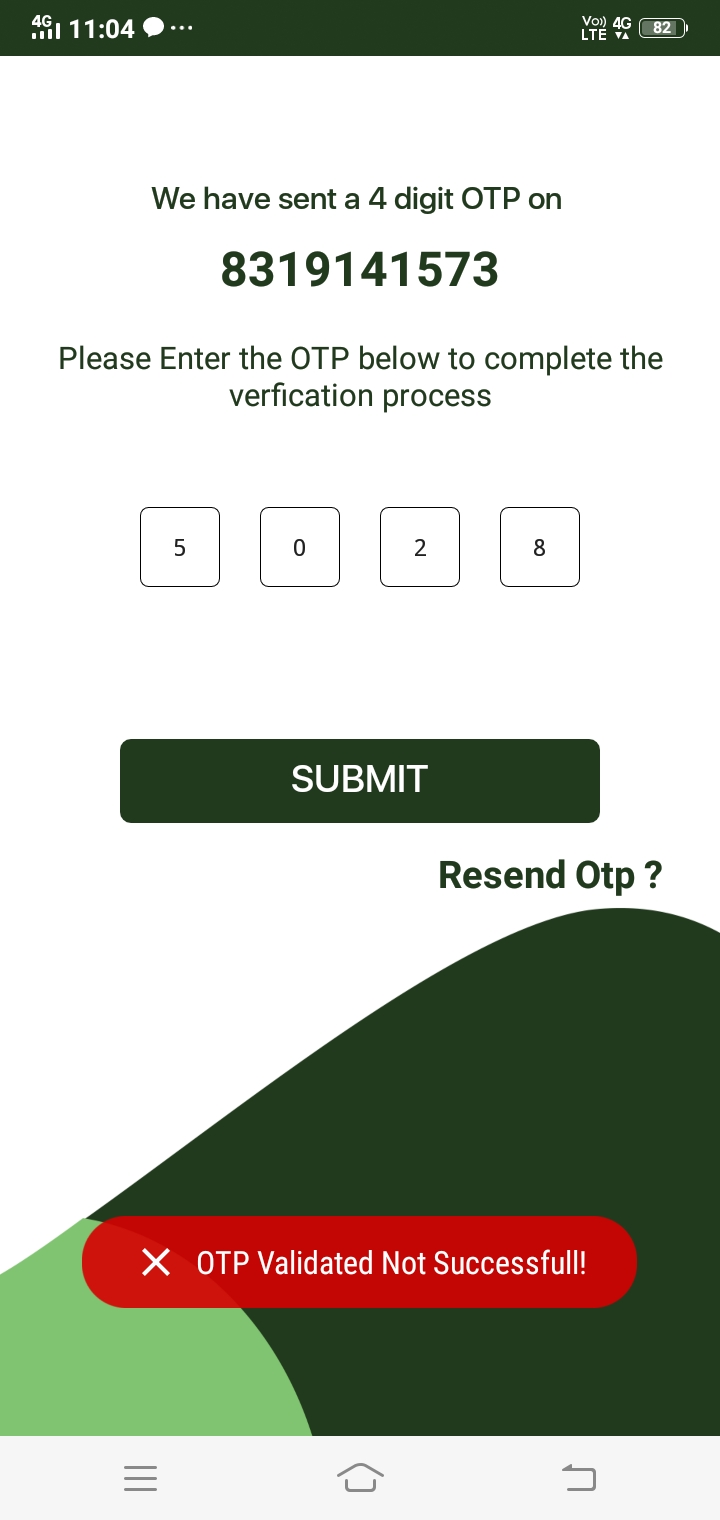 4G 11:04 ... Vo)) LTE 4G 82
We have sent a 4 digit OTP on
8319141573
Please Enter the OTP below to complete the
verfication process
5 0 2 8
SUBMIT
Resend Otp ?
OTP Validated Not Successfull!